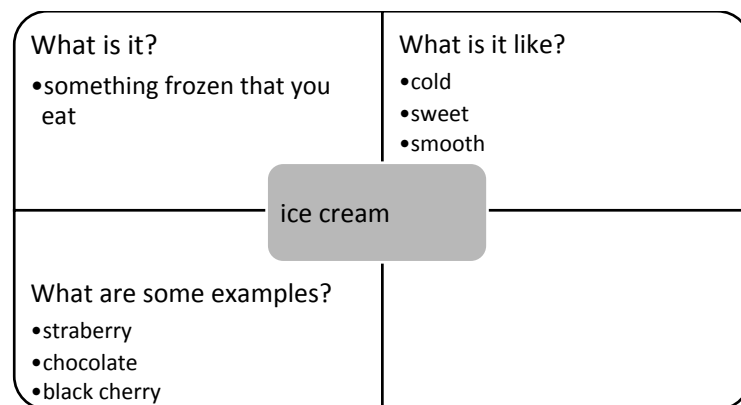 What is it?
•something frozen that you
eat
What is it like?
•cold
•sweet
•smooth
ice cream
What are some examples?
•straberry
•chocolate
•black cherry